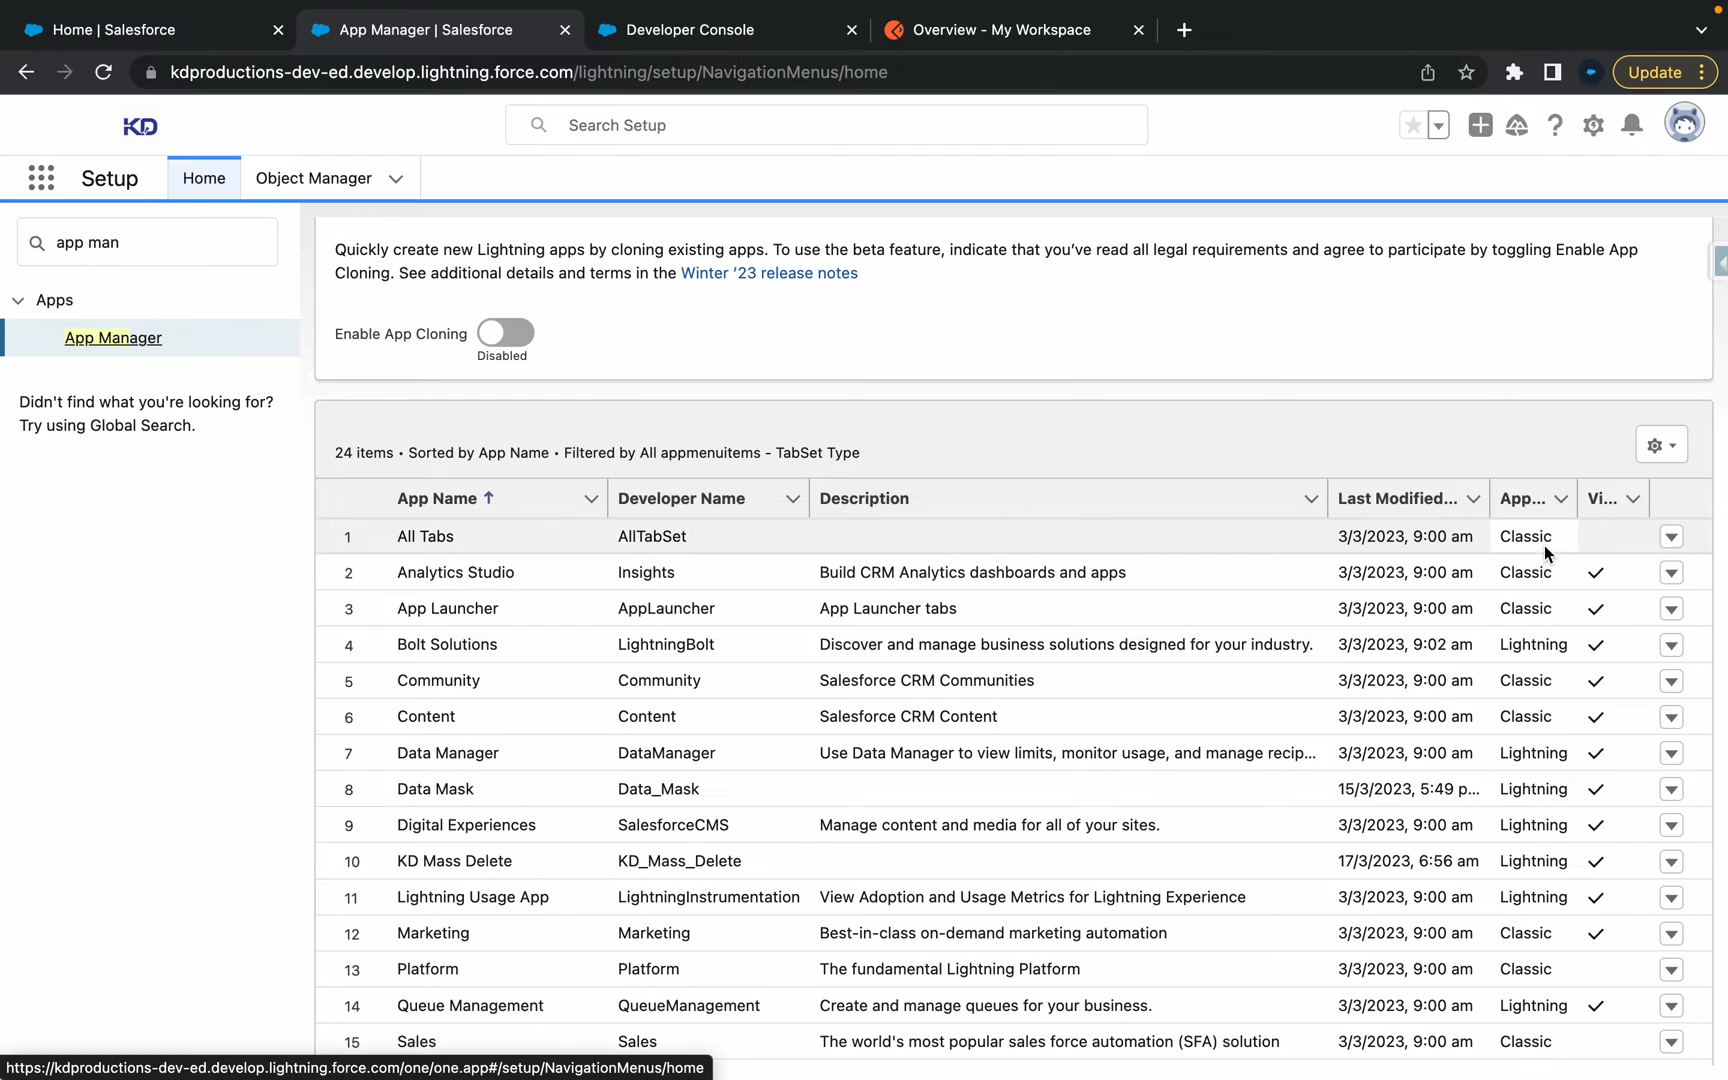 Home | Salesforce
App Manager | Salesforce
Developer Console
Overview - My Workspace
kdproductions-dev-ed.develop.lightning.force.com/lightning/setup/NavigationMenus/home
Update
KD
Search Setup
Setup
Home
Object Manager
app man
Apps
App Manager
Didn't find what you're looking for?
Try using Global Search.
Quickly create new Lightning apps by cloning existing apps. To use the beta feature, indicate that you've read all legal requirements and agree to participate by toggling Enable App
Cloning. See additional details and terms in the Winter '23 release notes
Enable App Cloning
Disabled
24 items • Sorted by App Name • Filtered by All appmenuitems - TabSet Type
App Name Developer Name Description Last Modified... App... Vi...
1 All Tabs AllTabSet 3/3/2023, 9:00 am Classic
2 Analytics Studio Insights Build CRM Analytics dashboards and apps 3/3/2023, 9:00 am Classic
3 App Launcher AppLauncher App Launcher tabs 3/3/2023, 9:00 am Classic
4 Bolt Solutions LightningBolt Discover and manage business solutions designed for your industry. 3/3/2023, 9:02 am Lightning
5 Community Community Salesforce CRM Communities 3/3/2023, 9:00 am Classic
6 Content Content Salesforce CRM Content 3/3/2023, 9:00 am Classic
7 Data Manager DataManager Use Data Manager to view limits, monitor usage, and manage recip... 3/3/2023, 9:00 am Lightning
8 Data Mask Data_Mask 15/3/2023, 5:49 p... Lightning
9 Digital Experiences SalesforceCMS Manage content and media for all of your sites. 3/3/2023, 9:00 am Lightning
10 KD Mass Delete KD_Mass_Delete 17/3/2023, 6:56 am Lightning
11 Lightning Usage App LightningInstrumentation View Adoption and Usage Metrics for Lightning Experience 3/3/2023, 9:00 am Lightning
12 Marketing Marketing Best-in-class on-demand marketing automation 3/3/2023, 9:00 am Classic
13 Platform Platform The fundamental Lightning Platform 3/3/2023, 9:00 am Classic
14 Queue Management QueueManagement Create and manage queues for your business. 3/3/2023, 9:00 am Lightning
15 Sales Sales The world's most popular sales force automation (SFA) solution 3/3/2023, 9:00 am Classic
https://kdproductions-dev-ed.develop.lightning.force.com/one/one.app#/setup/NavigationMenus/home